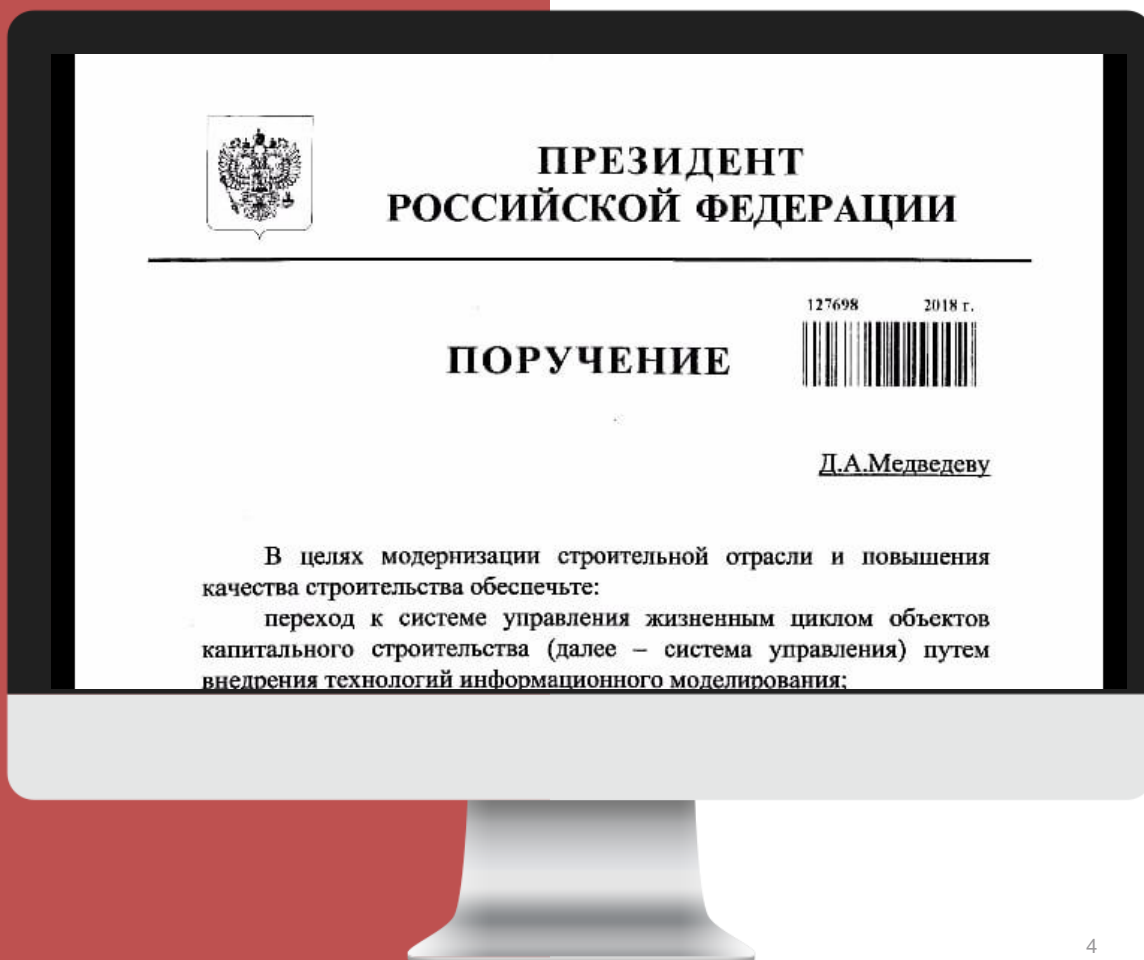 ПРЕЗИДЕНТ
РОССИЙСКОЙ ФЕДЕРАЦИИ
127698 2018 г.
ПОРУЧЕНИЕ
Д.А.Медведеву
В целях модернизации строительной отрасли и повышения
качества строительства обеспечьте:
переход к системе управления жизненным циклом объектов
капитального строительства (далее – система управления) путем
внедрения технологий информационного моделирования;
4